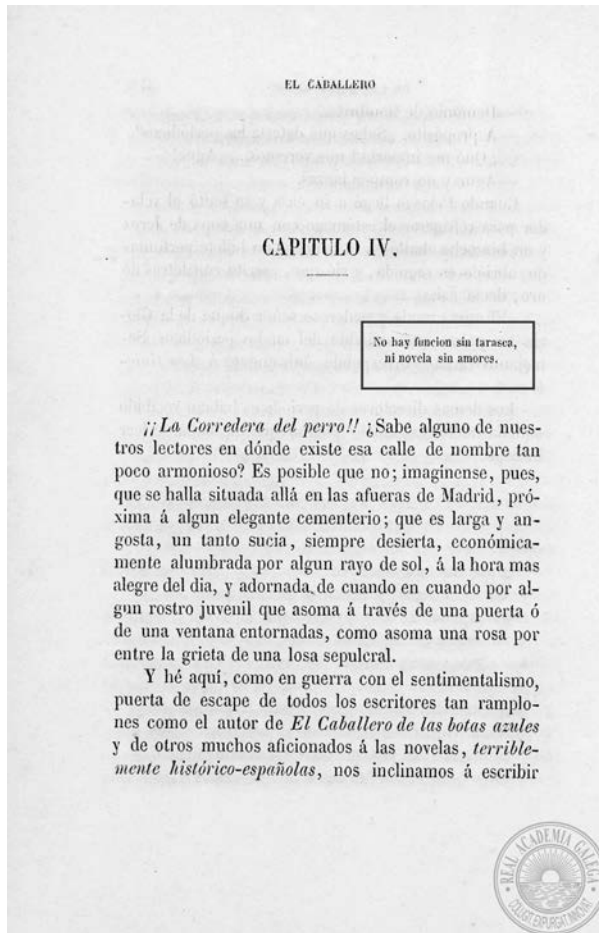 EL CABALLERO
CAPITULO IV.
No hay funcion sin tarasca,
ni novela sin amores.
¡¡La Corredera del perro!! ¿Sabe alguno de nues-
tros lectores en dónde existe esa calle de nombre tan
poco armonioso? Es posible que no; imagínense, pues,
que se halla situada allá en las afueras de Madrid, pró-
xima á algun elegante cementerio; que es larga y an-
gosta, un tanto sucia, siempre desierta, económica-
mente alumbrada por algun rayo de sol, á la hora mas
alegre del dia, y adornada de cuando en cuando por al-
gun rostro juvenil que asoma á través de una puerta ó
de una ventana entornadas, como asoma una rosa por
entre la grieta de una losa sepulcral.
Y hé aquí, como en guerra con el sentimentalismo,
puerta de escape de todos los escritores tan ramplo-
nes como el autor de El Caballero de las botas azules
y de otros muchos aficionados á las novelas, terrible-
mente histórico-españolas, nos inclinamos á escribir
REAL ACADEMIA GALEGA
COLIGIT EXPURGAT INNOVAT